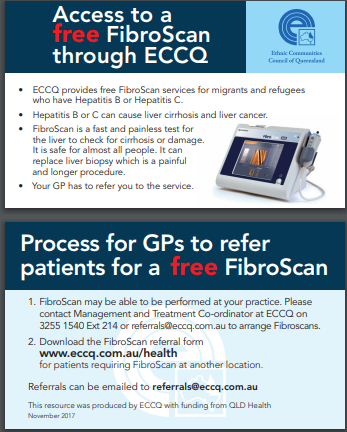 Access to a
free FibroScan
through ECCQ
Ethnic Communities
Council of Queensland
• ECCQ provides free FibroScan services for migrants and refugees
who have Hepatitis B or Hepatitis C.
• Hepatitis B or C can cause liver cirrhosis and liver cancer.
• FibroScan is a fast and painless test for
the liver to check for cirrhosis or damage.
It is safe for almost all people. It can
replace liver biopsy which is a painful
and longer procedure.
• Your GP has to refer you to the service.
Process for GPs to refer
patients for a free FibroScan
1. FibroScan may be able to be performed at your practice. Please
contact Management and Treatment Co-ordinator at ECCQ on
3255 1540 Ext 214 or referrals@eccq.com.au to arrange Fibroscans.
2. Download the FibroScan referral form
www.eccq.com.au/health
for patients requiring FibroScan at another location.
Referrals can be emailed to referrals@eccq.com.au
This resource was produced by ECCQ with funding from QLD Health
November 2017